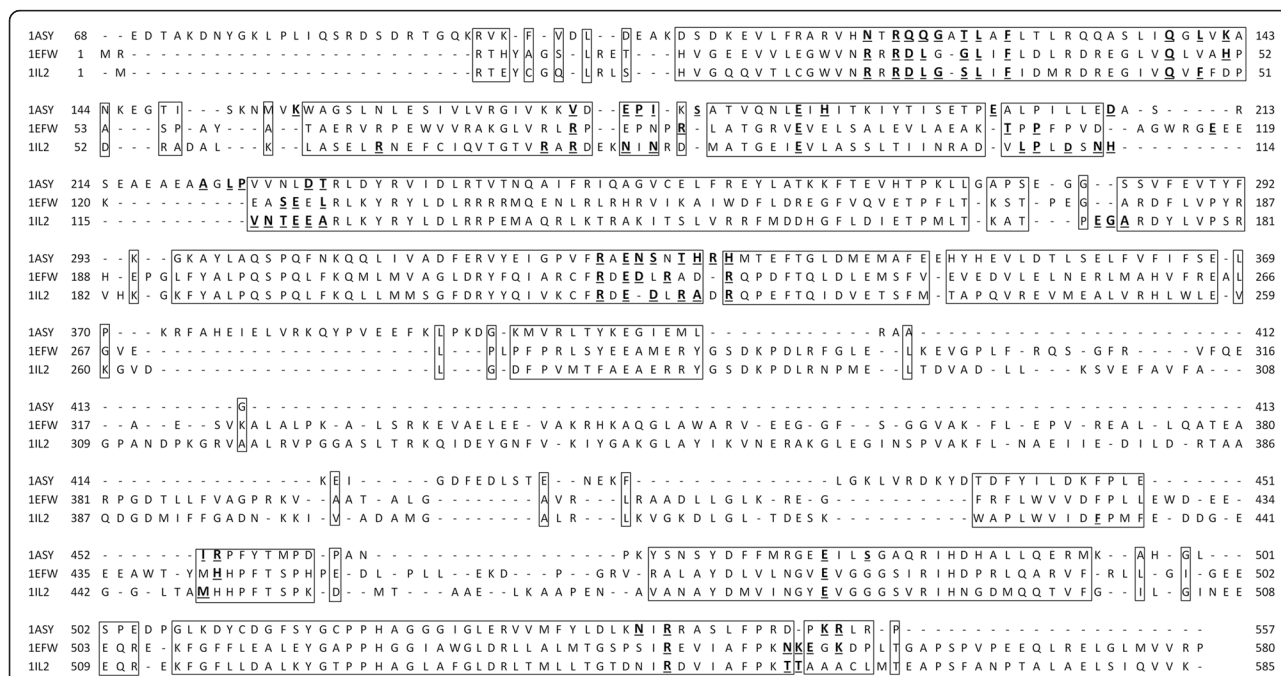 1ASY 68 - - E D T A K D N Y G K L P L I Q S R D S D R T G Q K R V K - F - V D L - D E A K D S D K E V L F R A R V H N T R Q Q G A T L A F L T L R Q Q A S L I Q G L V K A 143
1EFW 1 M R - - - - - - - - - - - - - - - - - - - - - - - - - - - R T H Y A G S - L R E T - H V G E E V V L E G W V N R R R D L G - G L I F L D L R D R E G L V Q L V A H P 52
1IL2 1 - M - - - - - - - - - - - - - - - - - - - - - - - - - - - R T E Y C G Q - L R L S - H V G Q Q V T L C G W V N R R R D L G - S L I F I D M R D R E G I V Q V F F D P 51
1ASY 144 N K E G T I - - - S K N M V K W A G S L N L E S I V L V R G I V K K V D - - E P I - K S A T V Q N L E I H I T K I Y T I S E T P E A L P I L L E D A S - - - - R 213
1EFW 53 A - - - S P - A Y - - - A - - T A E R V R P E W V V R A K G L V R L R P - - E P N P R L A T G R V E V E L S A L E V L A E A K - T P P F P V D - A G W R G E E E 119
1IL2 52 D - - - R A D A L - - - K - - L A S E L R N E F C I Q V T G T V R A R D E K N I N R D M A T G E I E V L A S S L T I I N R A D - V L P L D S N H - - - - - - - - 114
1ASY 214 S E A E A E A A G L P V V N L D T R L D Y R V I D L R T V T N Q A I F R I Q A G V C E L F R E Y L A T K K F T E V H T P K L L G A P S E - G G - S S V F E V T Y F 292
1EFW 120 K - - - - - - - - - - - E A S E E L R L K Y R Y L D L R R R R M Q E N L R L R H R V I K A I W D F L D R E G F V Q V E T P F L T - K S T - P E G - A R D F L V P Y R 187
1IL2 115 V N T E E A R L K Y R Y L D L R R P E M A Q R L K T R A K I T S L V R R F M D D H G F L D I E T P M L T - K A T - - - P E G A R D Y L V P S R 181
1ASY 293 - - K - - G K A Y L A Q S P Q F N K Q Q L I V A D F E R V Y E I G P V F R A E N S N T H R H M T E F T G L D M E M A F E E H Y H E V L D T L S E L F V F I F S E - L 369
1EFW 188 H - E P G L F Y A L P Q S P Q L F K Q M L M V A G L D R Y F Q I A R C F R D E D L R A D - R Q P D F T Q L D L E M S F V - E V E D V L E L N E R L M A H V F R E A L 266
1IL2 182 V H K - G K F Y A L P Q S P Q L F K Q L L M M S G F D R Y Y Q I V K C F R D E - D L R A D R Q P E F T Q I D V E T S F M - T A P Q V R E V M E A L V R H L W L E - V 259
1ASY 370 P - - - K R F A H E I E L V R K Q Y P V E E F K L P K D G - K M V R L T Y K E G I E M L - - - - - - - - - - - - R A A - - - - - - - - - - - - - - - - - - - - - - 412
1EFW 267 G V E - - - - - - - - - - - - - - - - - - - - L - - P L P F P R L S Y E E A M E R Y G S D K P D L R F G L E - - L K E V G P L F - R Q S - G F R - - - V F Q E 316
1IL2 260 K G V D - - - - - - - - - - - - - - - - - - - L - - G - D F P V M T F A E A E R R Y G S D K P D L R N P M E - - L T D V A D - L L - - K S V E F A V F A - - - 308
1ASY 413 - - - - - - - - - G - - - - - - - - - - - - - - - - - - - - - - - - - - - - - - - - - - - - - - - - - - - - - - - - - - - - - - - - - - - - - - - 413
1EFW 317 - - A - - E - - S V K A L A L P K - A L S R K E V A E L E E - V A K R H K A Q G L A W A R V - E E G - G F - S G G V A K - F L - E P V - R E A L - L Q A T E A 380
1IL2 309 G P A N D P K G R V A A L R V P G G A S L T R K Q I D E Y G N F V - K I Y G A K G L A Y I K V N E R A K G L E G I N S P V A K F L - N A E I I E - D I L D - R T A A 386
1ASY 414 - - - - - - - - - - - - - - K E I - - - - G D F E D L S T E - N E K F - - - - - - - - - - - - - L G K L V R D K Y D T D F Y I L D K F P L E - - - - - - 451
1EFW 381 R P G D T L L F V A G P R K V - A A T - A L G - - - - - - - A V R - - L R A A D L L G L K - R E - G - - - - - - - F R F L W V V D F P L L E W D - E E - 434
1IL2 387 Q D G D M I F F G A D N - K K I - V - A D A M G - - - - - - - A L R - - L K V G K D L G L - T D E S K - - - - - - - - W A P L W V I D F P M F E - D D G - E 441
1ASY 452 - - - - - - I R P F Y T M P D - P A N - - - - - - - - - - - - - - P K Y S N S Y D F F M R G E E I L S G A Q R I H D H A L L Q E R M K - - A H - G L - - 501
1EFW 435 E E A W T - Y M H H P F T S P H P E - D L - P L L - - E K D - - P - G R V - R A L A Y D L V L N G V E V G G G S I R I H D P R L Q A R V F - R L L - G I - G E E 502
1IL2 442 G - G - L T A M H H P F T S P K - D - - M T - - - A A E - - L K A A P E N A - V A N A Y D M V I N G Y E V G G G S V R I H N G D M Q Q T V F G - - I L - G I N E E 508
1ASY 502 S P E D P G L K D Y C D G F S Y G C P P H A G G G I G L E R V V M F Y L D L K N I R R A S L F P R D - P K R L R - P - - - - - - - - - - - - - - - - - - - - - - 557
1EFW 503 E Q R E - K F G F F L E A L E Y G A P P H G G I A W G L D R L L A L M T G S P S I R E V I A F P K N K E G K D P L T G A P S P V P E E Q L R E L G L M V V R P 580
1IL2 509 E Q R - E K F G F L L D A L K Y G T P P H A G L A F G L D R L T M L L T G T D N I R D V I A F P K T T A A A C L M T E A P S F A N P T A L A E L S I Q V V K - 585